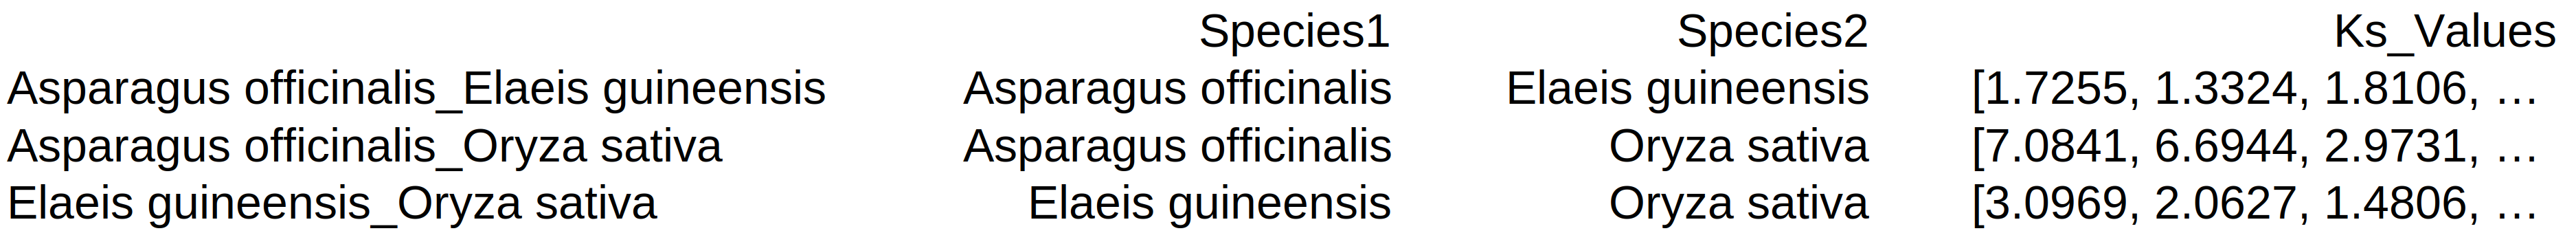 Species1 Species2 Ks_Values
Asparagus officinalis_Elaeis guineensis Asparagus officinalis Elaeis guineensis [1.7255, 1.3324, 1.8106, …
Asparagus officinalis_Oryza sativa Asparagus officinalis Oryza sativa [7.0841, 6.6944, 2.9731, …
Elaeis guineensis_Oryza sativa Elaeis guineensis Oryza sativa [3.0969, 2.0627, 1.4806, …